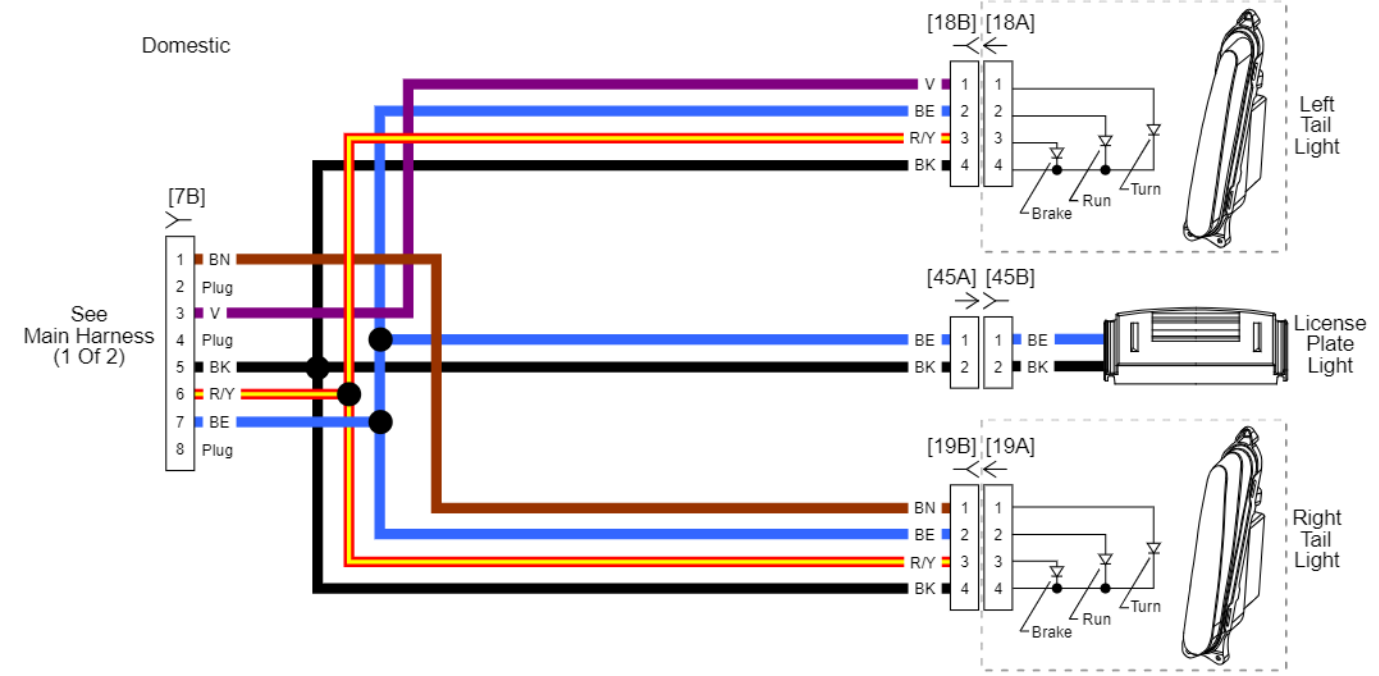 Domestic
[7B]
See
Main Harness
(1 Of 2)
1 BN
2 Plug
3 V
4 Plug
5 BK
6 R/Y
7 BE
8 Plug
[18B] [18A]
V 1 1
BE 2 2
R/Y 3 3
BK 4 4
Brake
Run
Turn
Left
Tail
Light
[45A] [45B]
BE 1 1 BE
BK 2 2 BK
License
Plate
Light
[19B] [19A]
BN 1 1
BE 2 2
R/Y 3 3
BK 4 4
Brake
Run
Turn
Right
Tail
Light